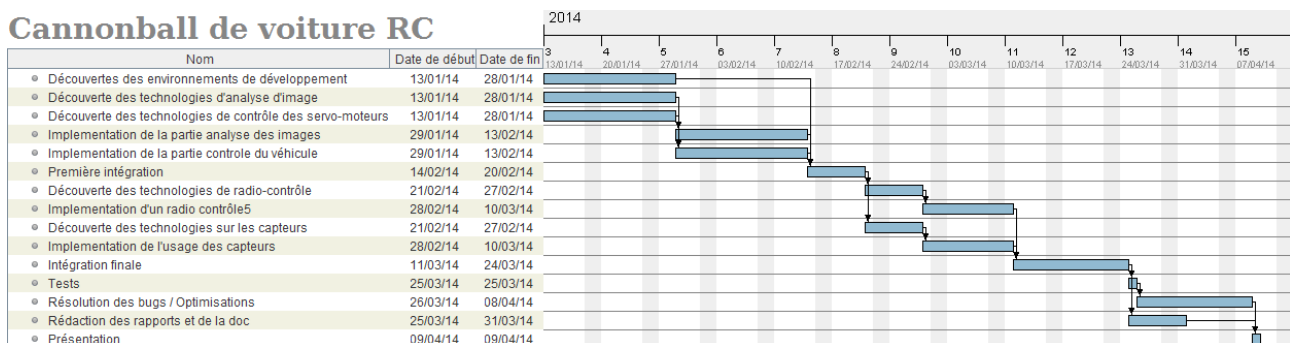 Cannonball de voiture RC
2014
Nom Date de début Date de fin
3 4 5 6 7 8 9 10 11 12 13 14 15
13/01/14 20/01/14 27/01/14 03/02/14 10/02/14 17/02/14 24/02/14 03/03/14 10/03/14 17/03/14 24/03/14 31/03/14 07/04/14
Découvertes des environnements de développement 13/01/14 28/01/14
Découverte des technologies d'analyse d'image 13/01/14 28/01/14
Découverte des technologies de contrôle des servo-moteurs 13/01/14 28/01/14
Implementation de la partie analyse des images 29/01/14 13/02/14
Implementation de la partie controle du véhicule 29/01/14 13/02/14
Première intégration 14/02/14 20/02/14
Découverte des technologies de radio-contrôle 21/02/14 27/02/14
Implementation d'un radio contrôle5 28/02/14 10/03/14
Découverte des technologies sur les capteurs 21/02/14 27/02/14
Implementation de l'usage des capteurs 28/02/14 10/03/14
Intégration finale 11/03/14 24/03/14
Tests 25/03/14 25/03/14
Résolution des bugs / Optimisations 26/03/14 08/04/14
Rédaction des rapports et de la doc 25/03/14 31/03/14
Présentation 09/04/14 09/04/14